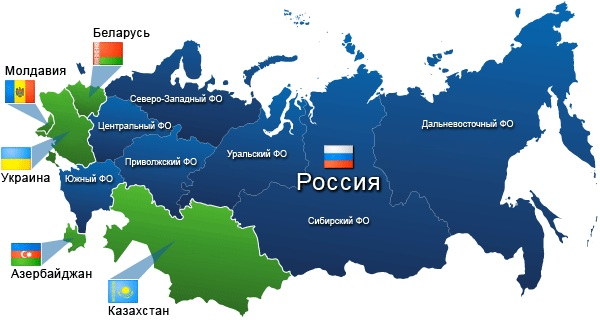 Беларусь
Молдавия
Северо-Западный ФО
Центральный ФО
Дальневосточный ФО
Приволжский ФО
Уральский ФО
Украина
Южный ФО
Россия
Сибирский ФО
Азербайджан
Казахстан